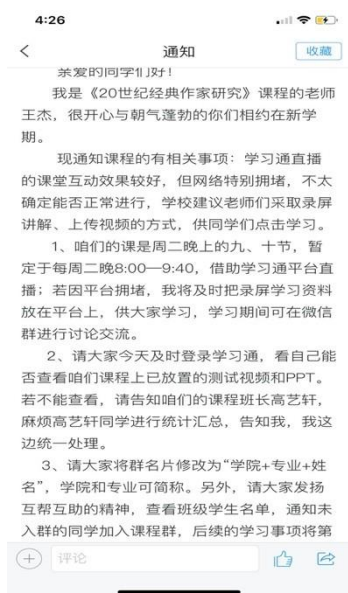 4:26
通知
收藏
亲爱的同学们好！
我是《20世纪经典作家研究》课程的老师
王杰，很开心与朝气蓬勃的你们相约在新学
期。
现通知课程的有相关事项：学习通直播
的课堂互动效果较好，但网络特别拥堵，不太
确定能否正常进行，学校建议老师们采取录屏
讲解、上传视频的方式，供同学们点击学习。
1、咱们的课是周二晚上的九、十节，暂
定于每周二晚8:00—9:40，借助学习通平台直
播；若因平台拥堵，我将及时把录屏学习资料
放在平台上，供大家学习，学习期间可在微信
群进行讨论交流。
2、请大家今天及时登录学习通，看自己能
否查看咱们课程上已放置的测试视频和PPT。
若不能查看，请告知咱们的课程班长高艺轩，
麻烦高艺轩同学进行统计汇总，告知我，我这
边统一处理。
3、请大家将群名片修改为“学院+专业+姓
名”，学院和专业可简称。另外，请大家发扬
互帮互助的精神，查看班级学生名单，通知未
入群的同学加入课程群，后续的学习事项将第
评论